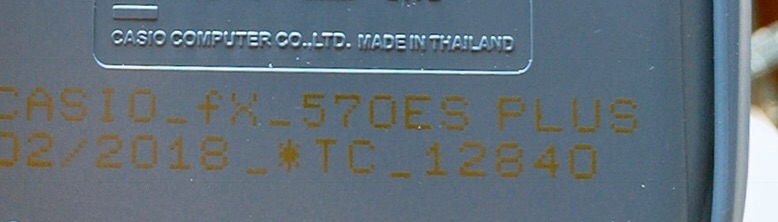 CASIO COMPUTER CO.,LTD. MADE IN THAILAND
CASIO_fX_570ES PLUS
02/2018_*TC_12840